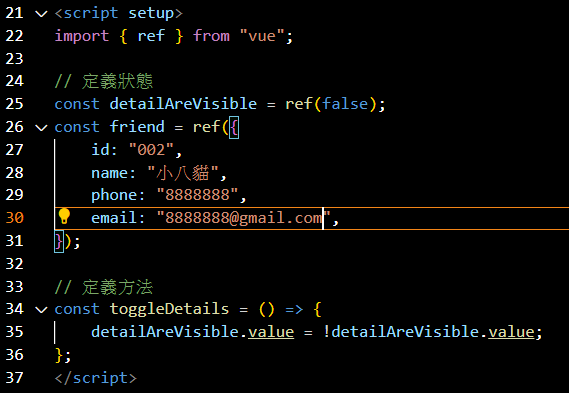 21 <script setup>
22 import { ref } from "vue";
23
24 // 定義狀態
25 const detailAreVisible = ref(false);
26 const friend = ref({
27 id: "002",
28 name: "小八貓",
29 phone: "8888888",
30 email: "8888888@gmail.com",
31 });
32
33 // 定義方法
34 const toggleDetails = () => {
35 detailAreVisible.value = !detailAreVisible.value;
36 };
37 </script>